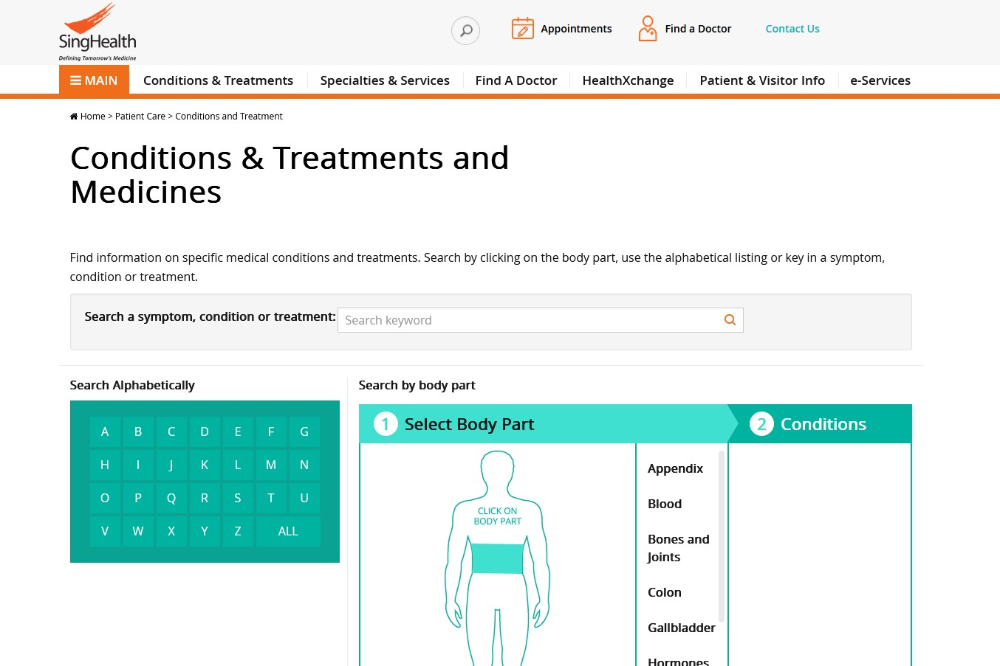 SingHealth
Defining Tomorrow's Medicine
Appointments
Find a Doctor
Contact Us
MAIN
Conditions & Treatments
Specialties & Services
Find A Doctor
HealthXchange
Patient & Visitor Info
e-Services
Home > Patient Care > Conditions and Treatment
Conditions & Treatments and
Medicines
Find information on specific medical conditions and treatments. Search by clicking on the body part, use the alphabetical listing or key in a symptom,
condition or treatment.
Search a symptom, condition or treatment: Search keyword
Search Alphabetically
A B C D E F G
H I J K L M N
O P Q R S T U
V W X Y Z ALL
Search by body part
1 Select Body Part
2 Conditions
CLICK ON
BODY PART
Appendix
Blood
Bones and
Joints
Colon
Gallbladder
Hormones